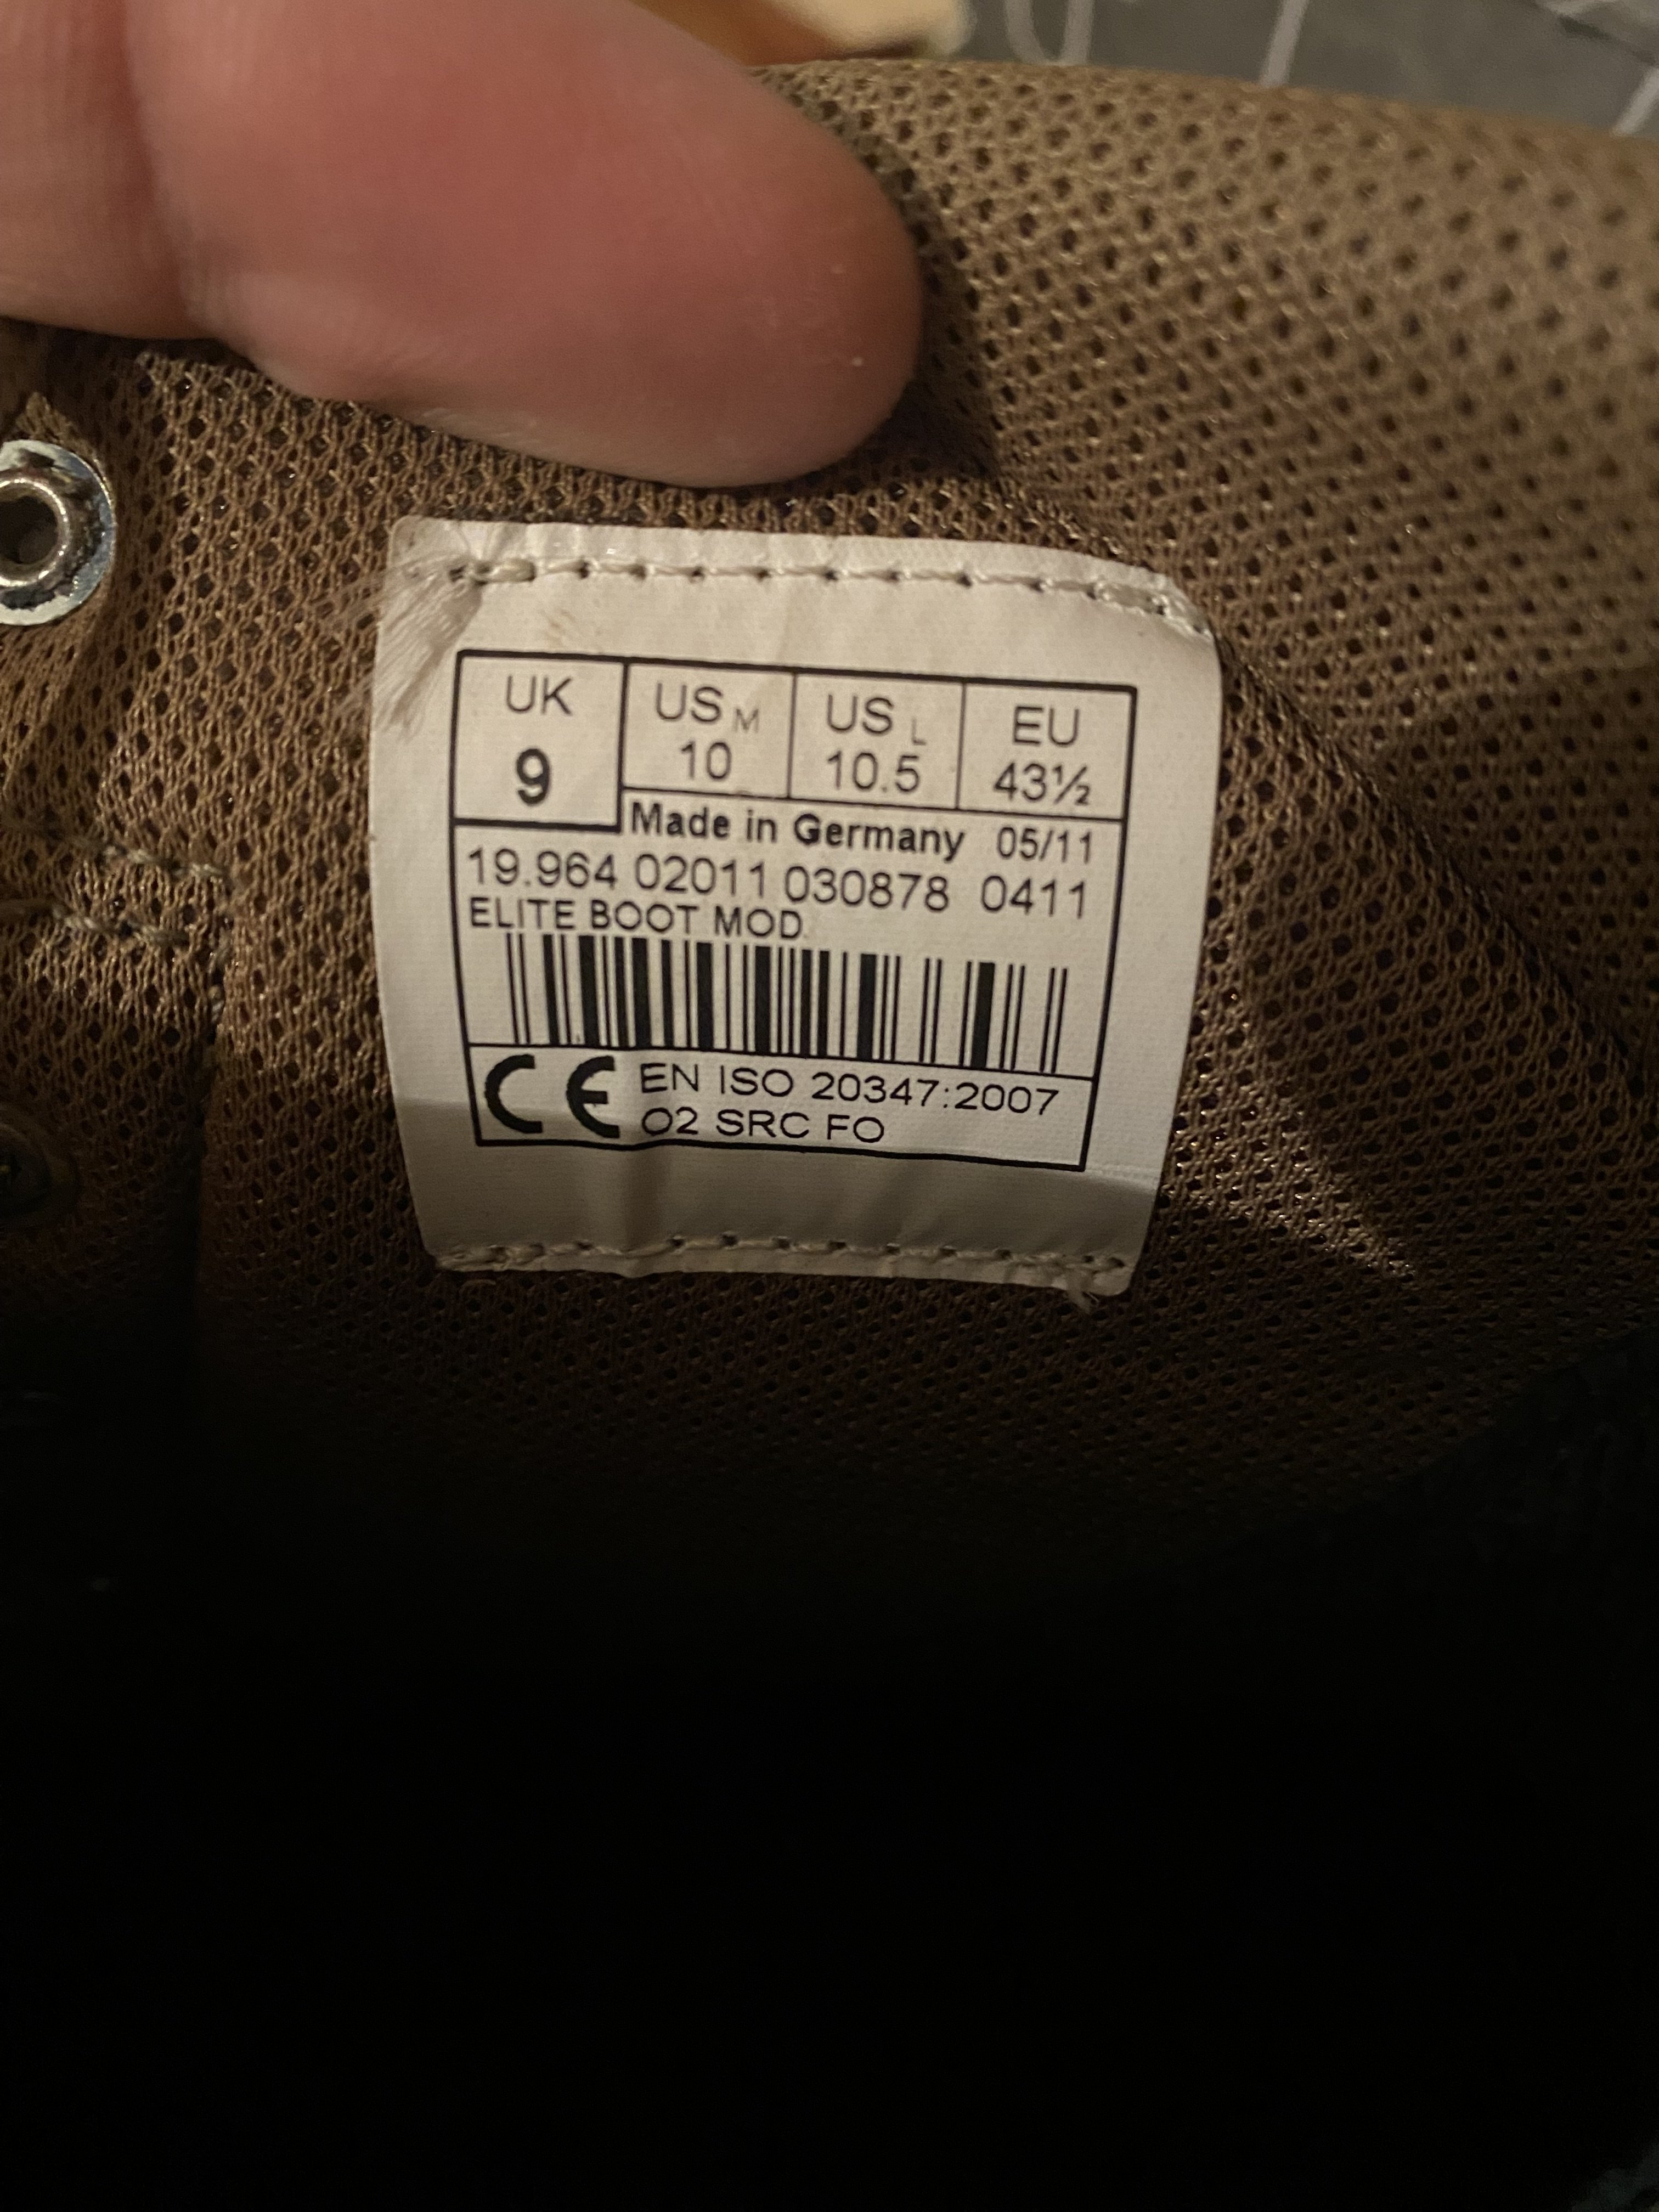 UK US M US L EU
9 10 10.5 43½
Made in Germany 05/11
19.964 02011 030878 0411
ELITE BOOT MOD.
CE EN ISO 20347:2007
O2 SRC FO